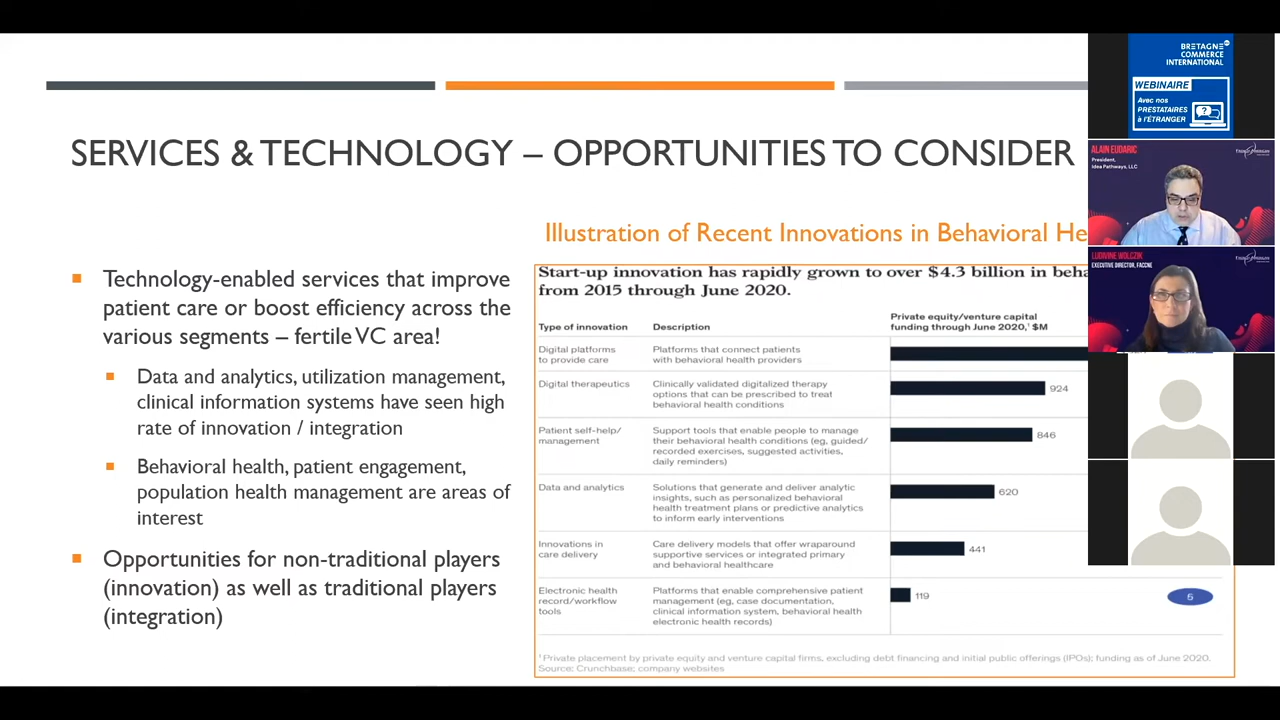 SERVICES & TECHNOLOGY – OPPORTUNITIES TO CONSIDER
Technology-enabled services that improve
patient care or boost efficiency across the
various segments – fertile VC area!
Data and analytics, utilization management,
clinical information systems have seen high
rate of innovation / integration
Behavioral health, patient engagement,
population health management are areas of
interest
Opportunities for non-traditional players
(innovation) as well as traditional players
(integration)
Illustration of Recent Innovations in Behavioral He
Start-up innovation has rapidly grown to over $4.3 billion in beha
from 2015 through June 2020.
Type of innovation
Description
Private equity/venture capital
funding through June 2020,¹ $M
Digital platforms
to provide care
Platforms that connect patients
with behavioral health providers
Digital therapeutics
Clinically validated digitalized therapy
options that can be prescribed to treat
behavioral health conditions
924
Patient self-help/
management
Support tools that enable people to manage
their behavioral health conditions (eg, guided/
recorded exercises, suggested activities,
daily reminders)
846
Data and analytics
Solutions that generate and deliver analytic
insights, such as personalized behavioral
health treatment plans or predictive analytics
to inform early interventions
620
Innovations in
care delivery
Care delivery models that offer wraparound
supportive services or integrated primary
and behavioral healthcare
441
Electronic health
record/workflow
tools
Platforms that enable comprehensive patient
management (eg, case documentation,
clinical information system, behavioral health
electronic health records)
119
5
¹Private placement by private equity and venture capital firms, excluding debt financing and initial public offerings (IPOs); funding as of June 2020.
Source: Crunchbase; company websites
BRETAGNE
COMMERCE
INTERNATIONAL
WEBINAIRE
Avec nos
PRESTATAIRES
à l'ÉTRANGER
ALAIN EUDARIC
President,
Idea Pathways, LLC
LUDIVINE WOLCZIK
EXECUTIVE DIRECTOR, FACCNE